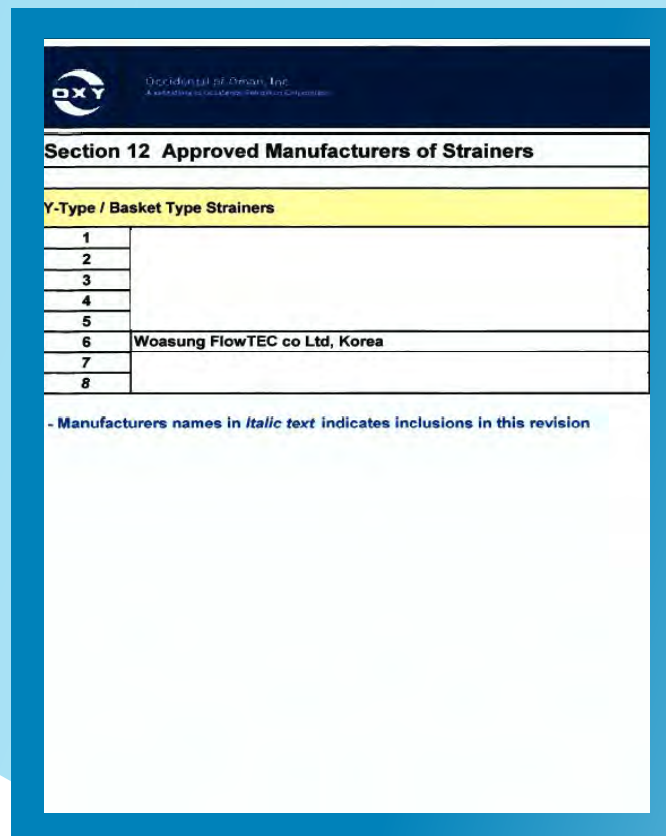 OXY
Occidental of Oman, Inc.
Section 12 Approved Manufacturers of Strainers
Y-Type / Basket Type Strainers
1
2
3
4
5
6 Woasung FlowTEC co Ltd, Korea
7
8
- Manufacturers names in Italic text indicates inclusions in this revision